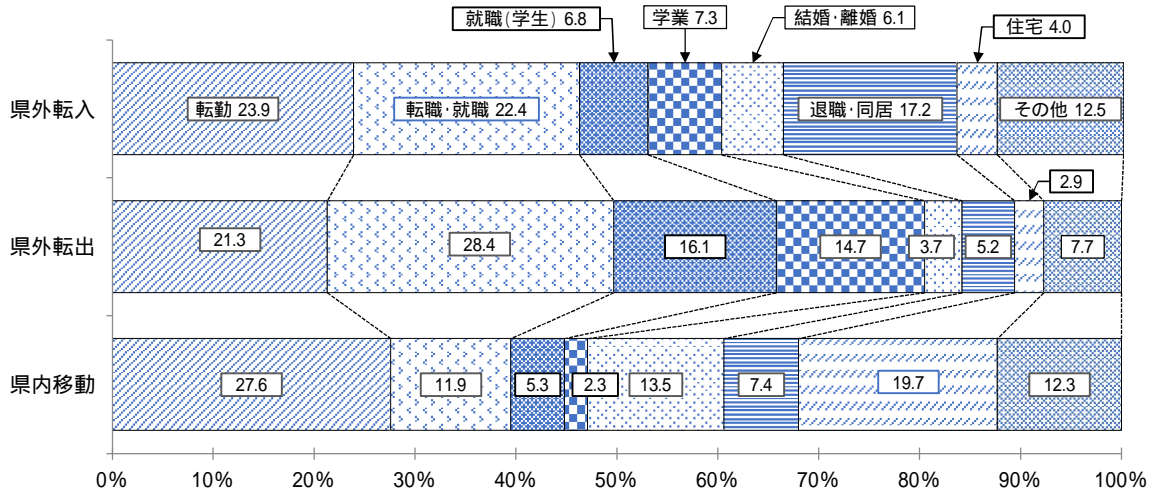 就職(学生) 6.8
学業 7.3
結婚・離婚 6.1
住宅 4.0
県外転入
転勤 23.9
転職・就職 22.4
退職・同居 17.2
その他 12.5
2.9
県外転出
21.3
28.4
16.1
14.7
3.7
5.2
7.7
県内移動
27.6
11.9
5.3
2.3
13.5
7.4
19.7
12.3
0%
10%
20%
30%
40%
50%
60%
70%
80%
90%
100%